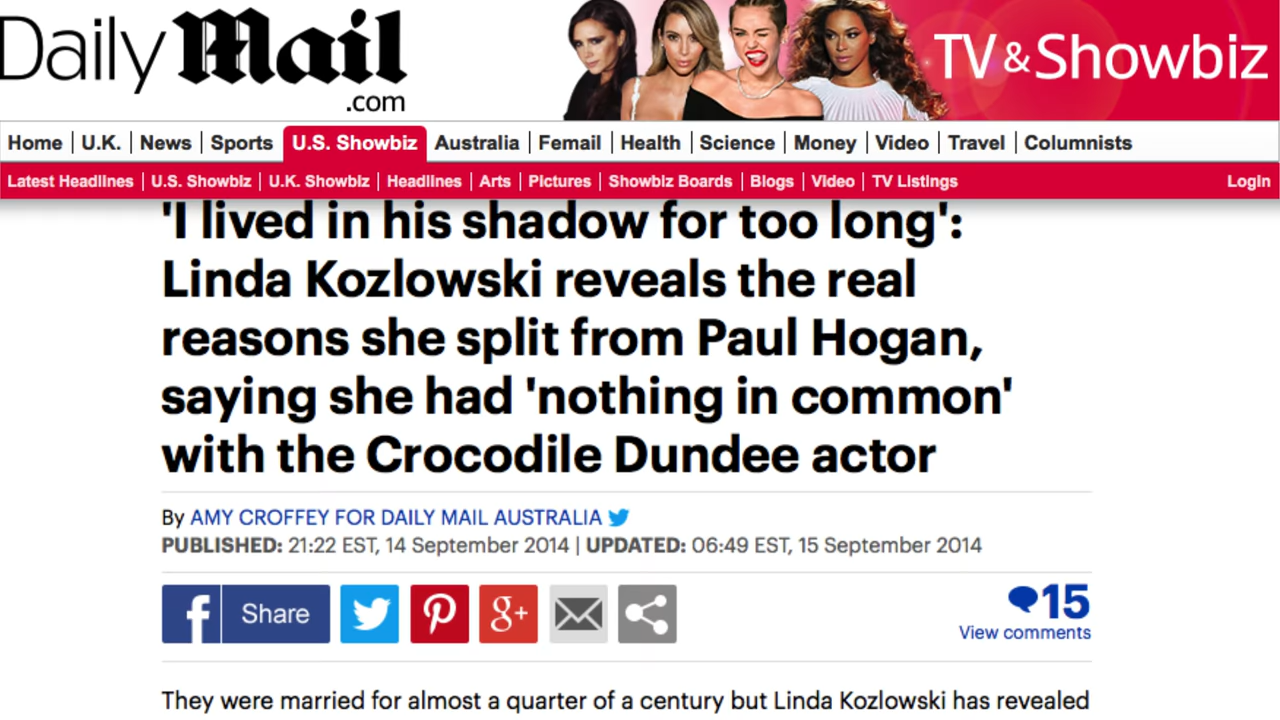 Daily Mail
.com
TV&Showbiz
Home U.K. News Sports U.S. Showbiz Australia Femail Health Science Money Video Travel Columnists
Latest Headlines U.S. Showbiz U.K. Showbiz Headlines Arts Pictures Showbiz Boards Blogs Video TV Listings Login
'I lived in his shadow for too long':
Linda Kozlowski reveals the real
reasons she split from Paul Hogan,
saying she had 'nothing in common'
with the Crocodile Dundee actor
By AMY CROFFEY FOR DAILY MAIL AUSTRALIA
PUBLISHED: 21:22 EST, 14 September 2014 | UPDATED: 06:49 EST, 15 September 2014
f Share g+ 15
View comments
They were married for almost a quarter of a century but Linda Kozlowski has revealed